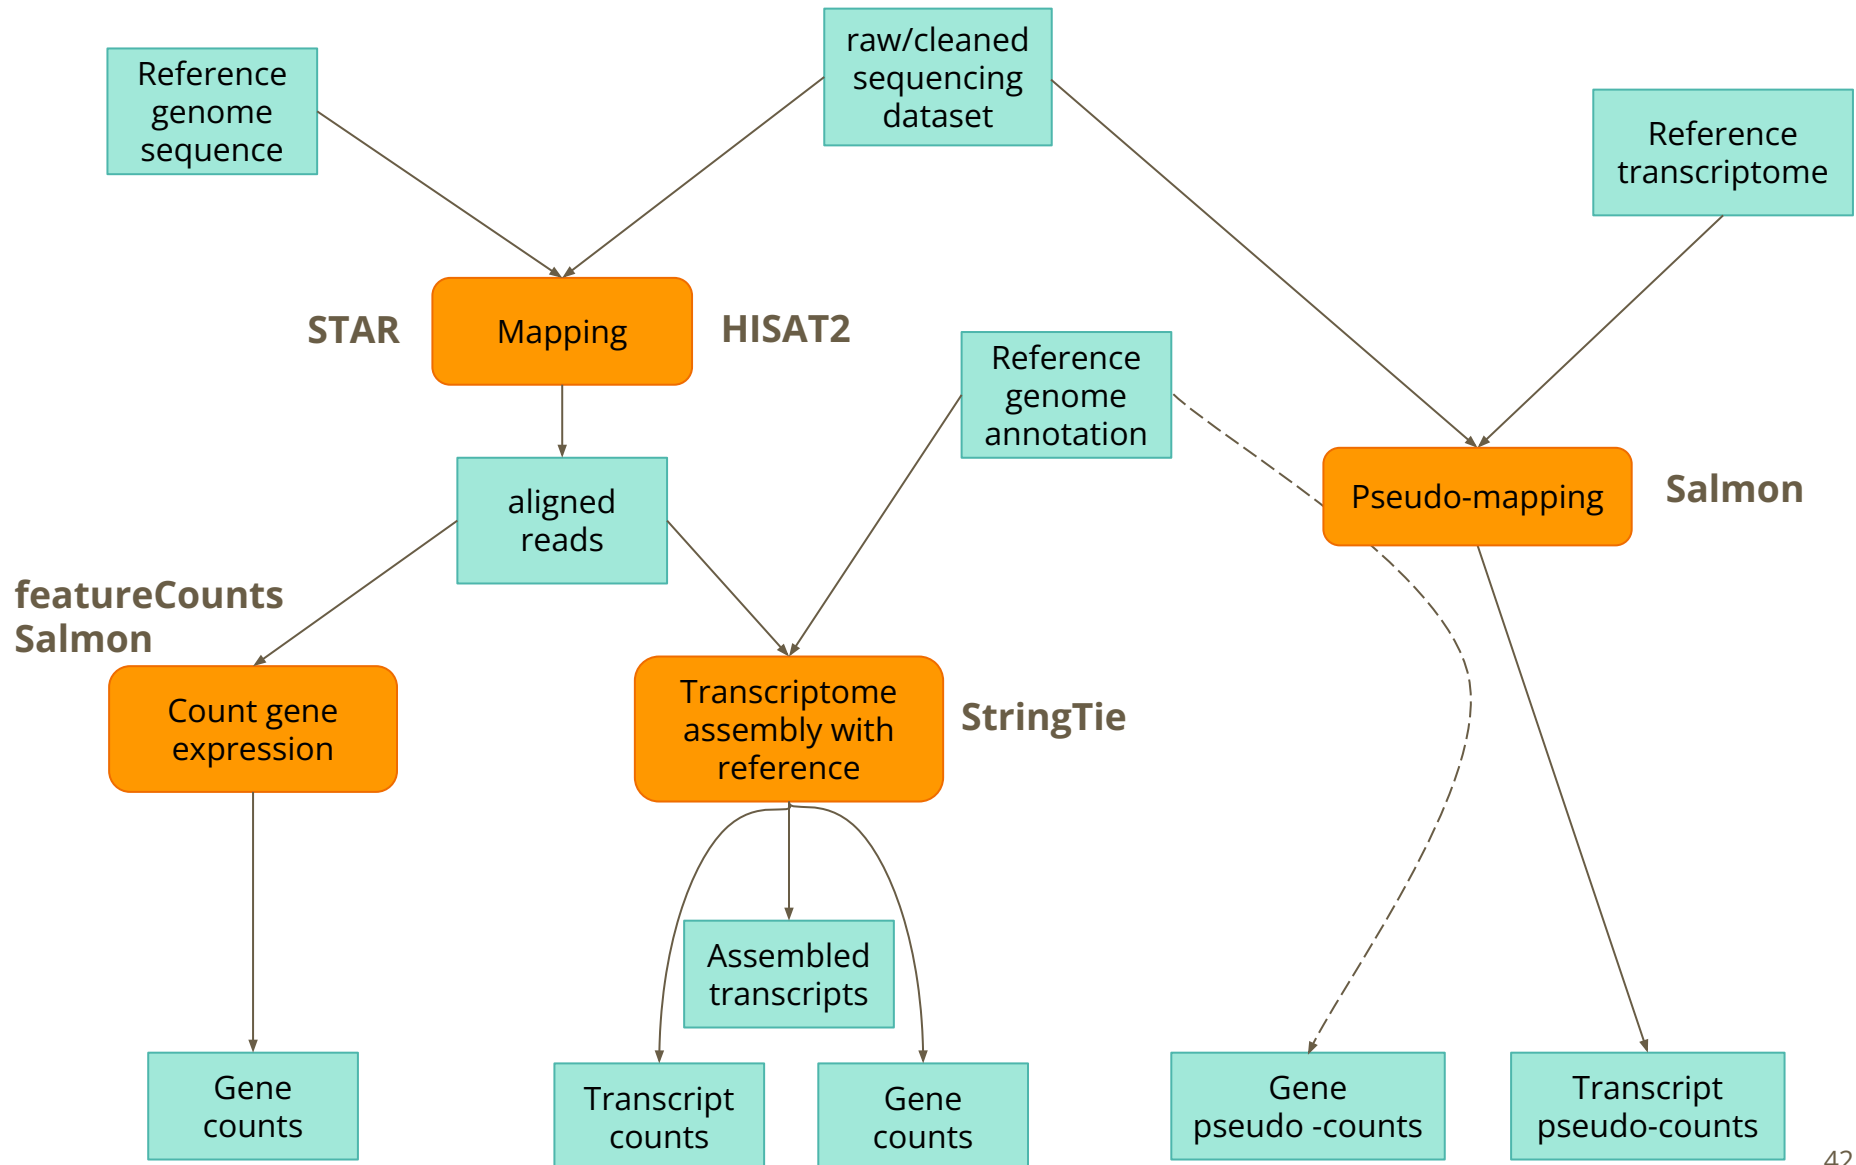 raw/cleaned
sequencing
dataset
Reference
genome
sequence
Reference
transcriptome
STAR
Mapping
HISAT2
Reference
genome
annotation
Pseudo-mapping
Salmon
aligned
reads
featureCounts
Salmon
Count gene
expression
Transcriptome
assembly with
reference
StringTie
Assembled
transcripts
Gene
counts
Transcript
counts
Gene
counts
Gene
pseudo -counts
Transcript
pseudo-counts
42